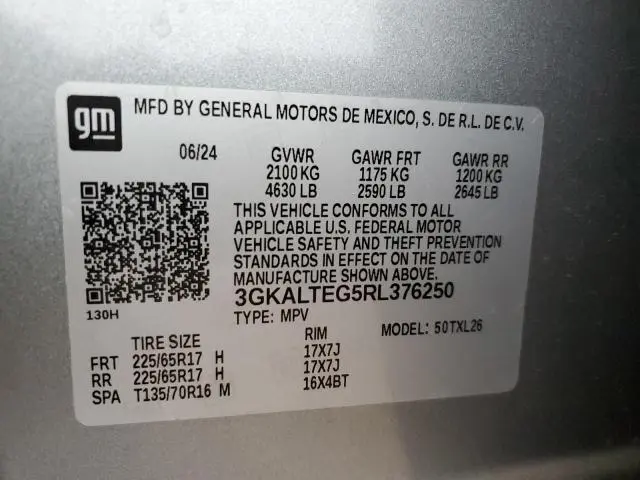 gm
MFD BY GENERAL MOTORS DE MEXICO, S. DE R.L. DE C.V.
06/24 GVWR GAWR FRT GAWR RR
2100 KG 1175 KG 1200 KG
4630 LB 2590 LB 2645 LB
THIS VEHICLE CONFORMS TO ALL
APPLICABLE U.S. FEDERAL MOTOR
VEHICLE SAFETY AND THEFT PREVENTION
STANDARDS IN EFFECT ON THE DATE OF
MANUFACTURE SHOWN ABOVE.
3GKALTEG5RL376250
130H
TYPE: MPV MODEL: 50TXL26
TIRE SIZE RIM
FRT 225/65R17 H 17X7J
RR 225/65R17 H 17X7J
SPA T135/70R16 M 16X4BT